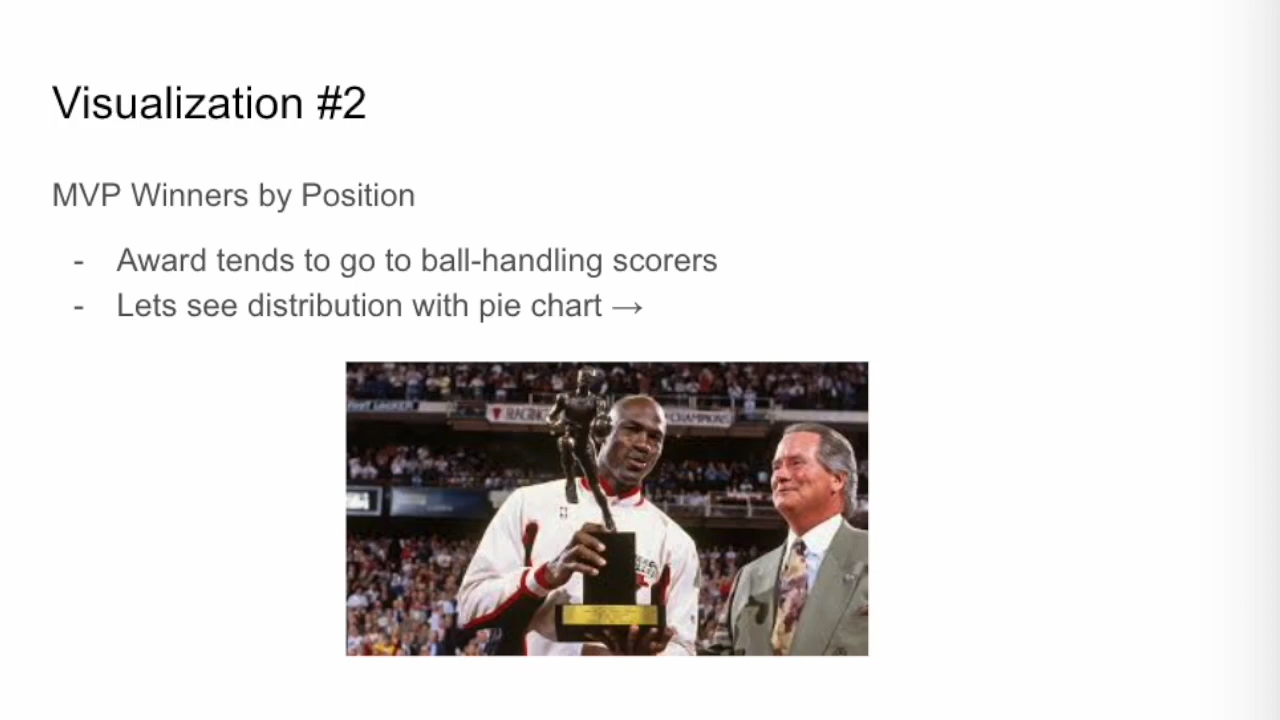 Visualization #2
MVP Winners by Position
- Award tends to go to ball-handling scorers
- Lets see distribution with pie chart →
CHAMPIONS